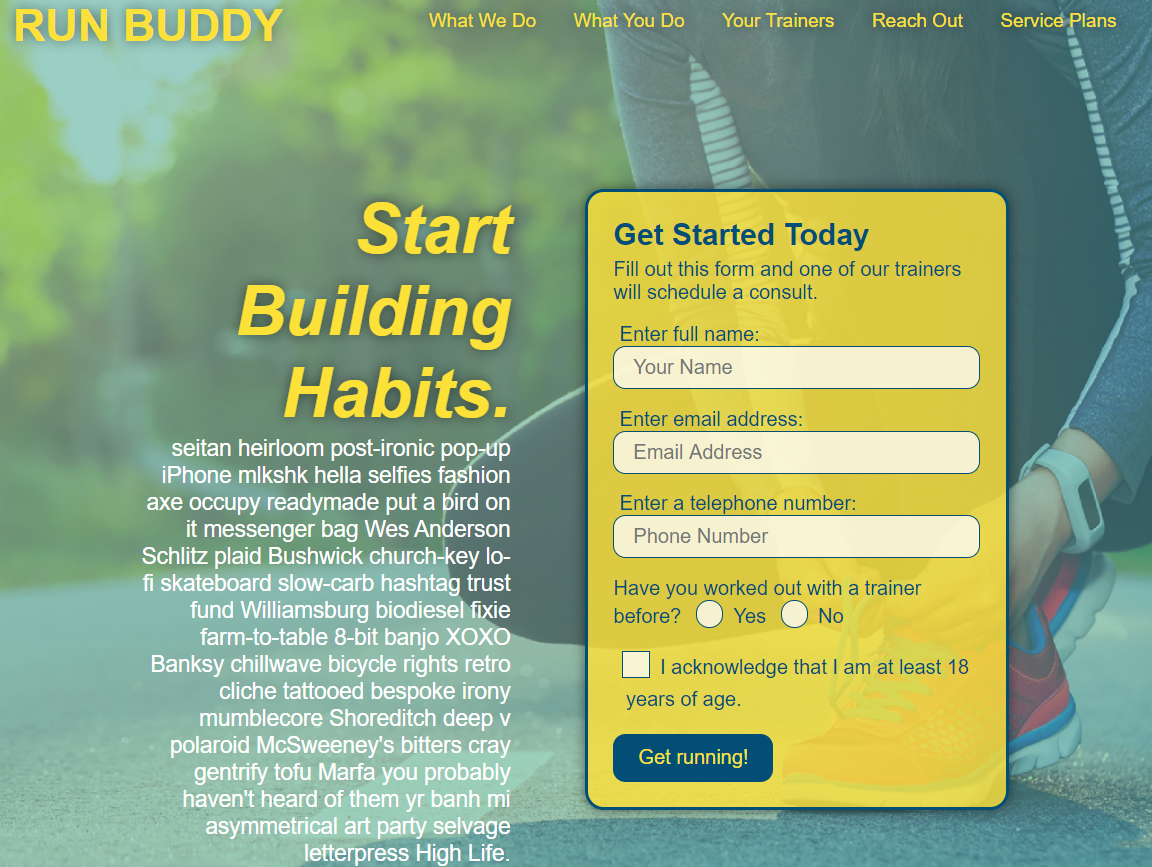 RUN BUDDY
What We Do
What You Do
Your Trainers
Reach Out
Service Plans
Start
Building
Habits.
seitan heirloom post-ironic pop-up
iPhone mlkshk hella selfies fashion
axe occupy readymade put a bird on
it messenger bag Wes Anderson
Schlitz plaid Bushwick church-key lo-
fi skateboard slow-carb hashtag trust
fund Williamsburg biodiesel fixie
farm-to-table 8-bit banjo XOXO
Banksy chillwave bicycle rights retro
cliche tattooed bespoke irony
mumblecore Shoreditch deep v
polaroid McSweeney's bitters cray
gentrify tofu Marfa you probably
haven't heard of them yr banh mi
asymmetrical art party selvage
letterpress High Life.
Get Started Today
Fill out this form and one of our trainers
will schedule a consult.
Enter full name:
Your Name
Enter email address:
Email Address
Enter a telephone number:
Phone Number
Have you worked out with a trainer
before? Yes No
I acknowledge that I am at least 18
years of age.
Get running!